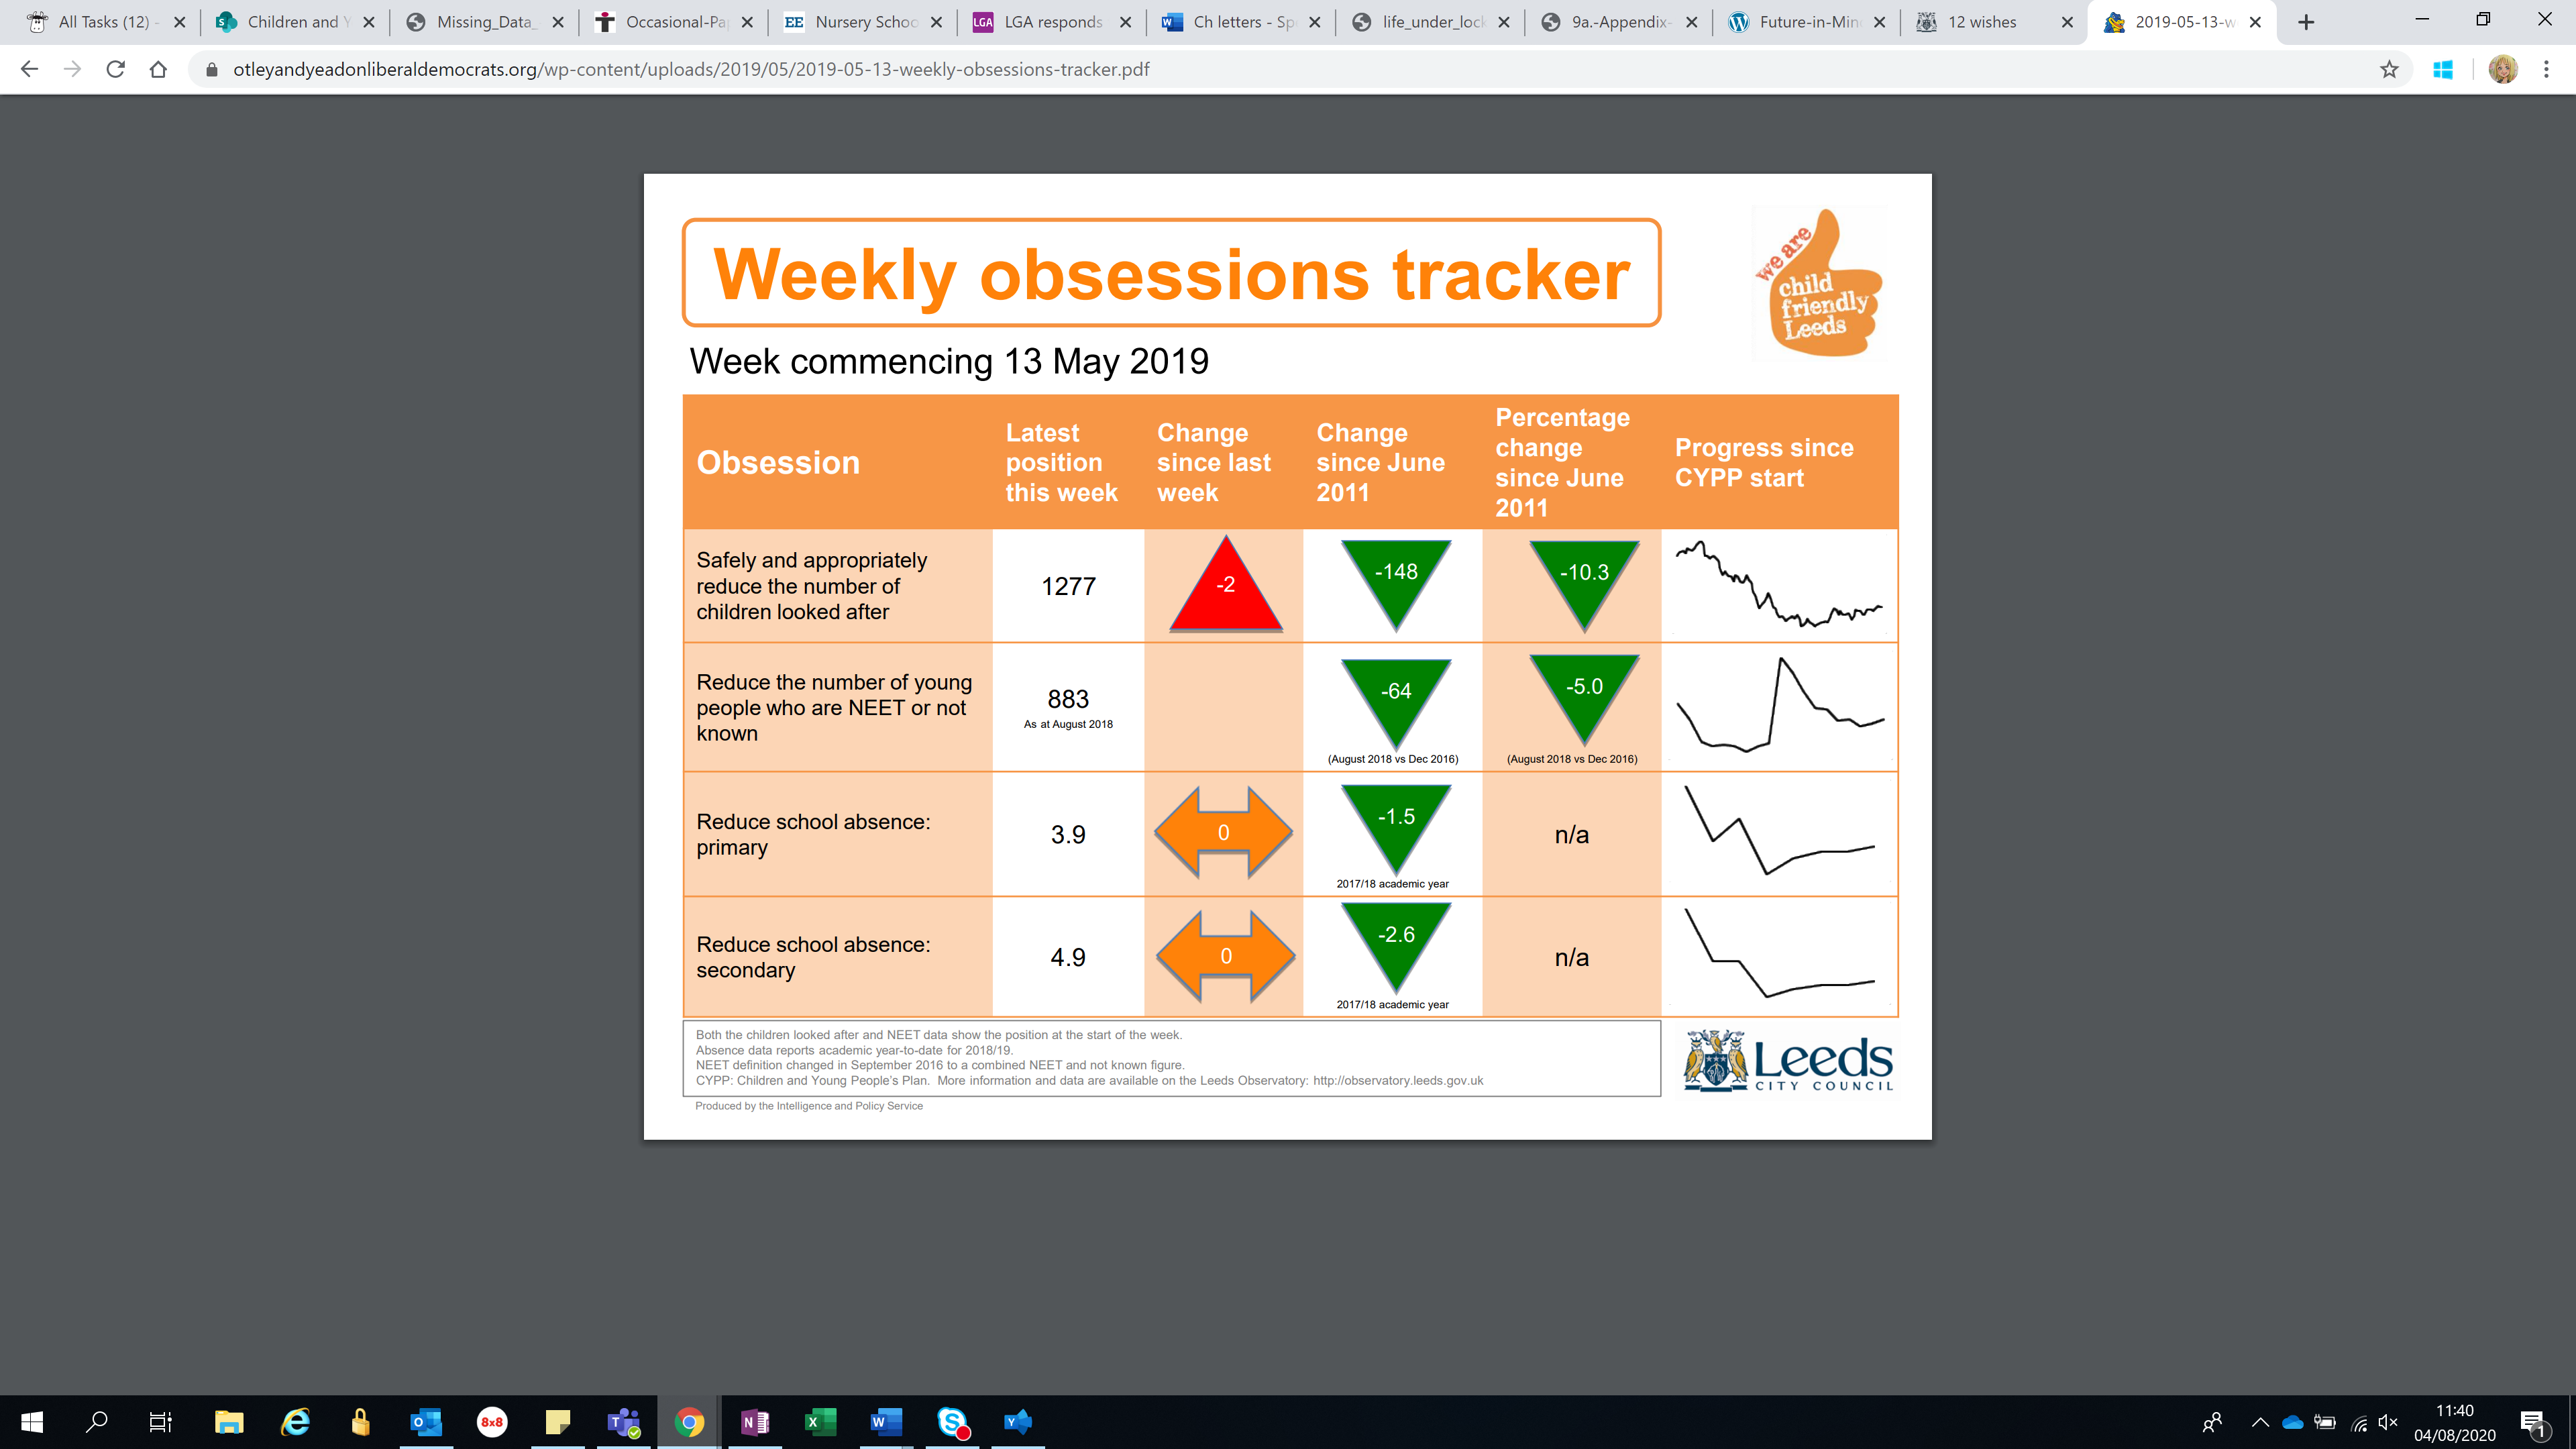 All Tasks (12) -
Children and Y
Missing_Data_
Occasional-Pap
EE
Nursery Schoo
LGA
LGA responds
Ch letters - Spe
life_under_lock
9a.-Appendix-
Future-in-Mind
12 wishes
2019-05-13-w
otleyandyeadonliberaldemocrats.org/wp-content/uploads/2019/05/2019-05-13-weekly-obsessions-tracker.pdf
Weekly obsessions tracker
we are
child
friendly
Leeds
Week commencing 13 May 2019
Obsession
Latest
position
this week
Change
since last
week
Change
since June
2011
Percentage
change
since June
2011
Progress since
CYPP start
Safely and appropriately
reduce the number of
children looked after
1277
-2
-148
-10.3
Reduce the number of young
people who are NEET or not
known
883
As at August 2018
-64
(August 2018 vs Dec 2016)
-5.0
(August 2018 vs Dec 2016)
Reduce school absence:
primary
3.9
0
-1.5
2017/18 academic year
n/a
Reduce school absence:
secondary
4.9
0
-2.6
2017/18 academic year
n/a
Both the children looked after and NEET data show the position at the start of the week.
Absence data reports academic year-to-date for 2018/19.
NEET definition changed in September 2016 to a combined NEET and not known figure.
CYPP: Children and Young People's Plan. More information and data are available on the Leeds Observatory: http://observatory.leeds.gov.uk
Leeds
CITY COUNCIL
Produced by the Intelligence and Policy Service
8x8
11:40
04/08/2020
1